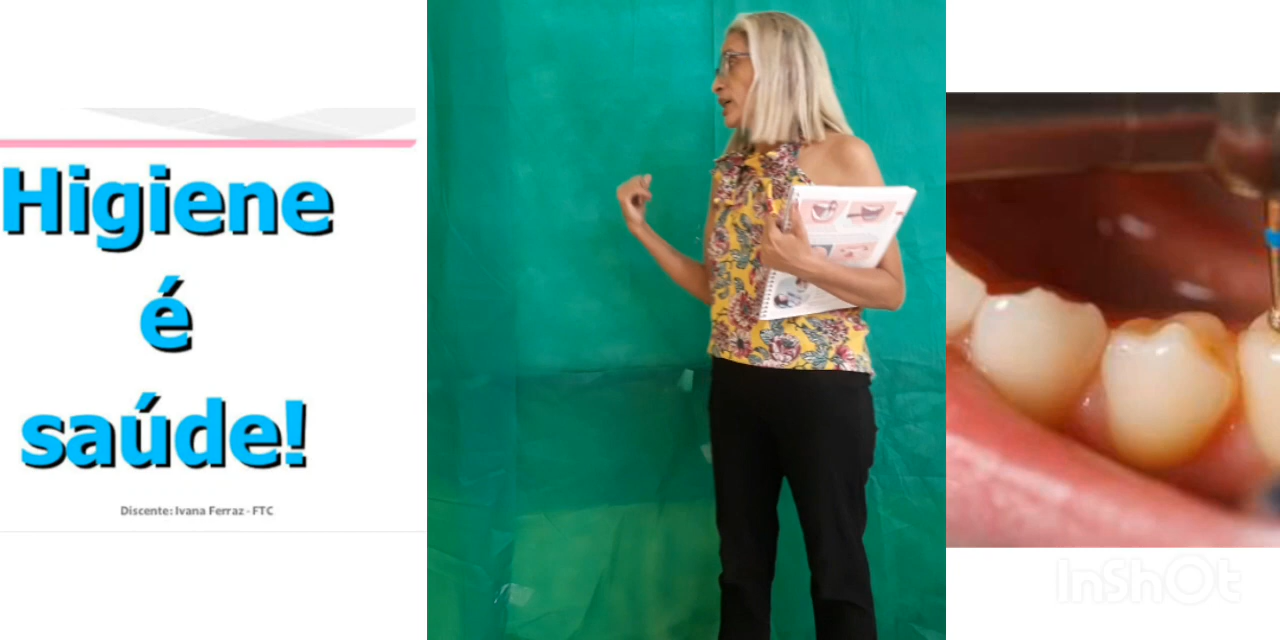 Higiene
é
saúde!
Discente: Ivana Ferraz - FTC
InShOt